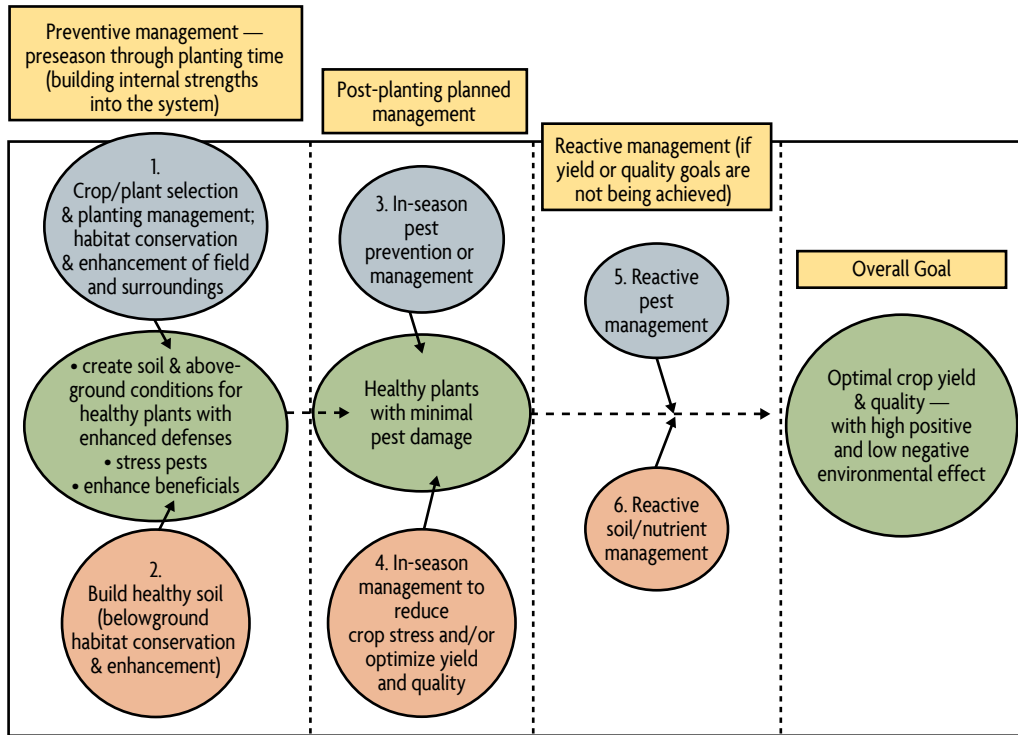 Preventive management —
preseason through planting time
(building internal strengths
into the system)
1.
Crop/plant selection
& planting management;
habitat conservation
& enhancement of field
and surroundings
• create soil & above-
ground conditions for
healthy plants with
enhanced defenses
• stress pests
• enhance beneficials
2.
Build healthy soil
(belowground
habitat conservation
& enhancement)
Post-planting planned
management
3. In-season
pest
prevention or
management
Healthy plants
with minimal
pest damage
4. In-season
management to
reduce
crop stress and/or
optimize yield
and quality
Reactive management (if
yield or quality goals are
not being achieved)
5. Reactive
pest
management
6. Reactive
soil/nutrient
management
Overall Goal
Optimal crop yield
& quality —
with high positive
and low negative
environmental effect